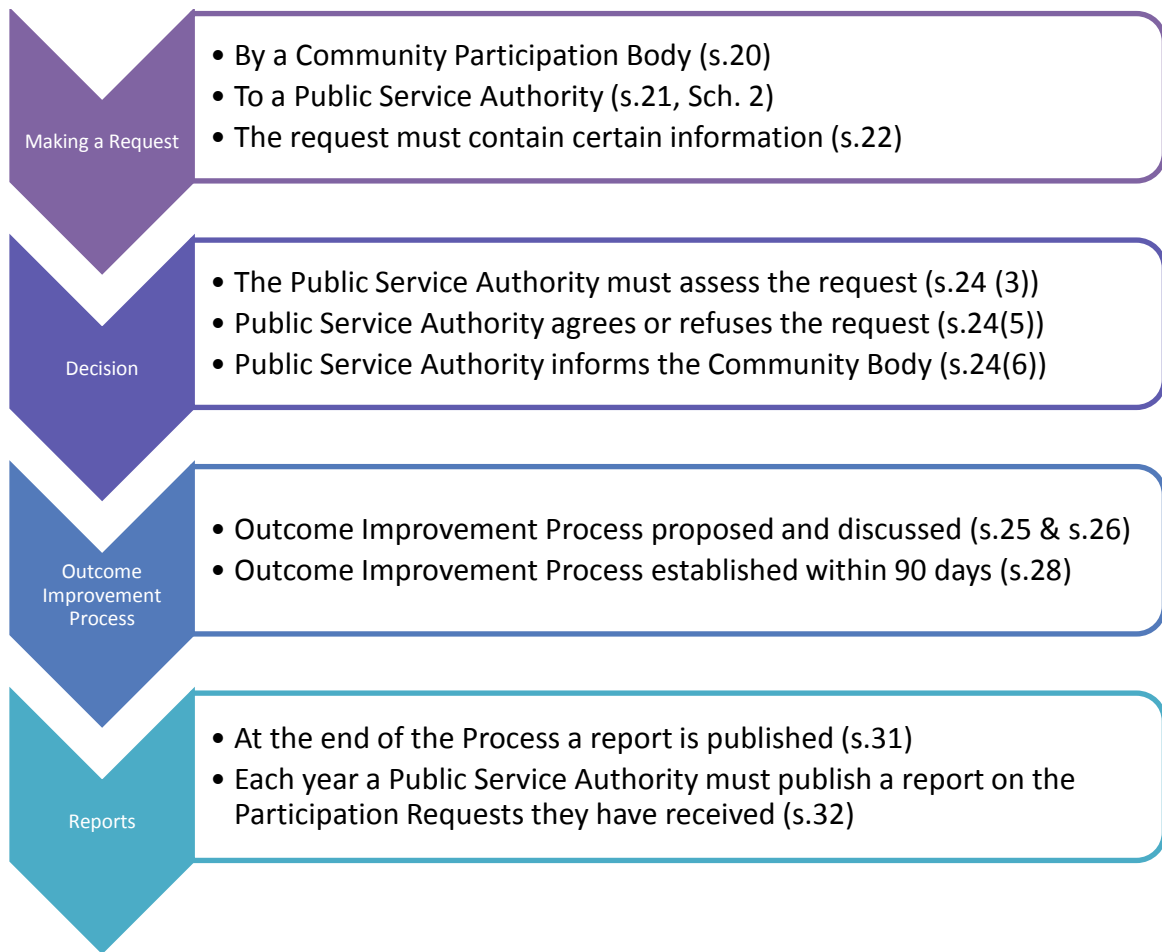 Making a Request
• By a Community Participation Body (s.20)
• To a Public Service Authority (s.21, Sch. 2)
• The request must contain certain information (s.22)
Decision
• The Public Service Authority must assess the request (s.24 (3))
• Public Service Authority agrees or refuses the request (s.24(5))
• Public Service Authority informs the Community Body (s.24(6))
Outcome
Improvement
Process
• Outcome Improvement Process proposed and discussed (s.25 & s.26)
• Outcome Improvement Process established within 90 days (s.28)
Reports
• At the end of the Process a report is published (s.31)
• Each year a Public Service Authority must publish a report on the
Participation Requests they have received (s.32)